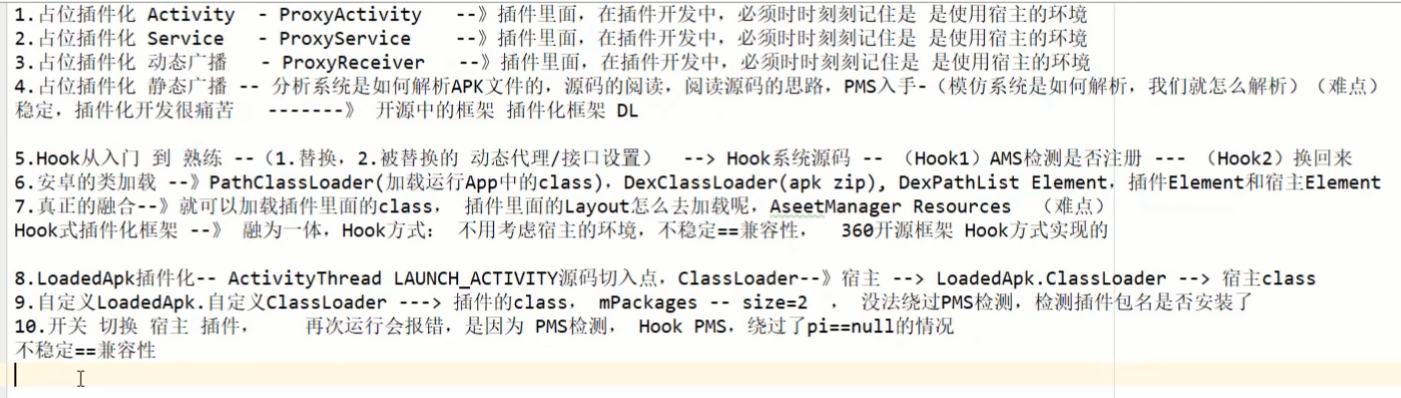 1.占位插件化 Activity  - ProxyActivity   --》插件里面，在插件开发中，必须时时刻刻记住是 是使用宿主的环境
2.占位插件化 Service   - ProxyService    --》插件里面，在插件开发中，必须时时刻刻记住是 是使用宿主的环境
3.占位插件化 动态广播   - ProxyReceiver   --》插件里面，在插件开发中，必须时时刻刻记住是 是使用宿主的环境
4.占位插件化 静态广播 -- 分析系统是如何解析APK文件的，源码的阅读，阅读源码的思路，PMS入手-（模仿系统是如何解析，我们就怎么解析）（难点）
稳定，插件化开发很痛苦   -------》 开源中的框架 插件化框架 DL
5.Hook从入门 到 熟练 --（1.替换，2.被替换的 动态代理/接口设置）  --> Hook系统源码 -- （Hook1）AMS检测是否注册 --- （Hook2）换回来
6.安卓的类加载 --》PathClassLoader(加载运行App中的class)，DexClassLoader(apk zip), DexPathList Element，插件Element和宿主Element
7.真正的融合--》就可以加载插件里面的class， 插件里面的Layout怎么去加载呢，AseetManager Resources  （难点）
Hook式插件化框架 --》 融为一体，Hook方式： 不用考虑宿主的环境，不稳定==兼容性，  360开源框架 Hook方式实现的
8.LoadedApk插件化-- ActivityThread LAUNCH_ACTIVITY源码切入点，ClassLoader--》宿主 --> LoadedApk.ClassLoader --> 宿主class
9.自定义LoadedApk.自定义ClassLoader ---> 插件的class， mPackages -- size=2 ， 没法绕过PMS检测，检测插件包名是否安装了
10.开关 切换 宿主 插件，    再次运行会报错，是因为 PMS检测， Hook PMS，绕过了pi==null的情况
不稳定==兼容性